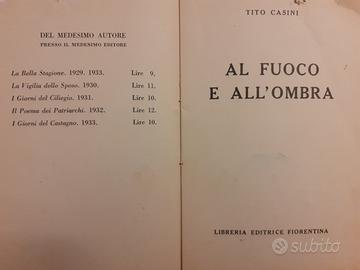 DEL MEDESIMO AUTORE
PRESSO IL MEDESIMO EDITORE
La Bella Stagione. 1929. 1933. Lire 9.
La Vigilia dello Sposo. 1930. Lire 11.
I Giorni del Ciliegio. 1931. Lire 10.
Il Poema dei Patriarchi. 1932. Lire 12.
I Giorni del Castagno. 1933. Lire 10.
TITO CASINI
AL FUOCO
E ALL'OMBRA
LIBRERIA EDITRICE FIORENTINA
subito